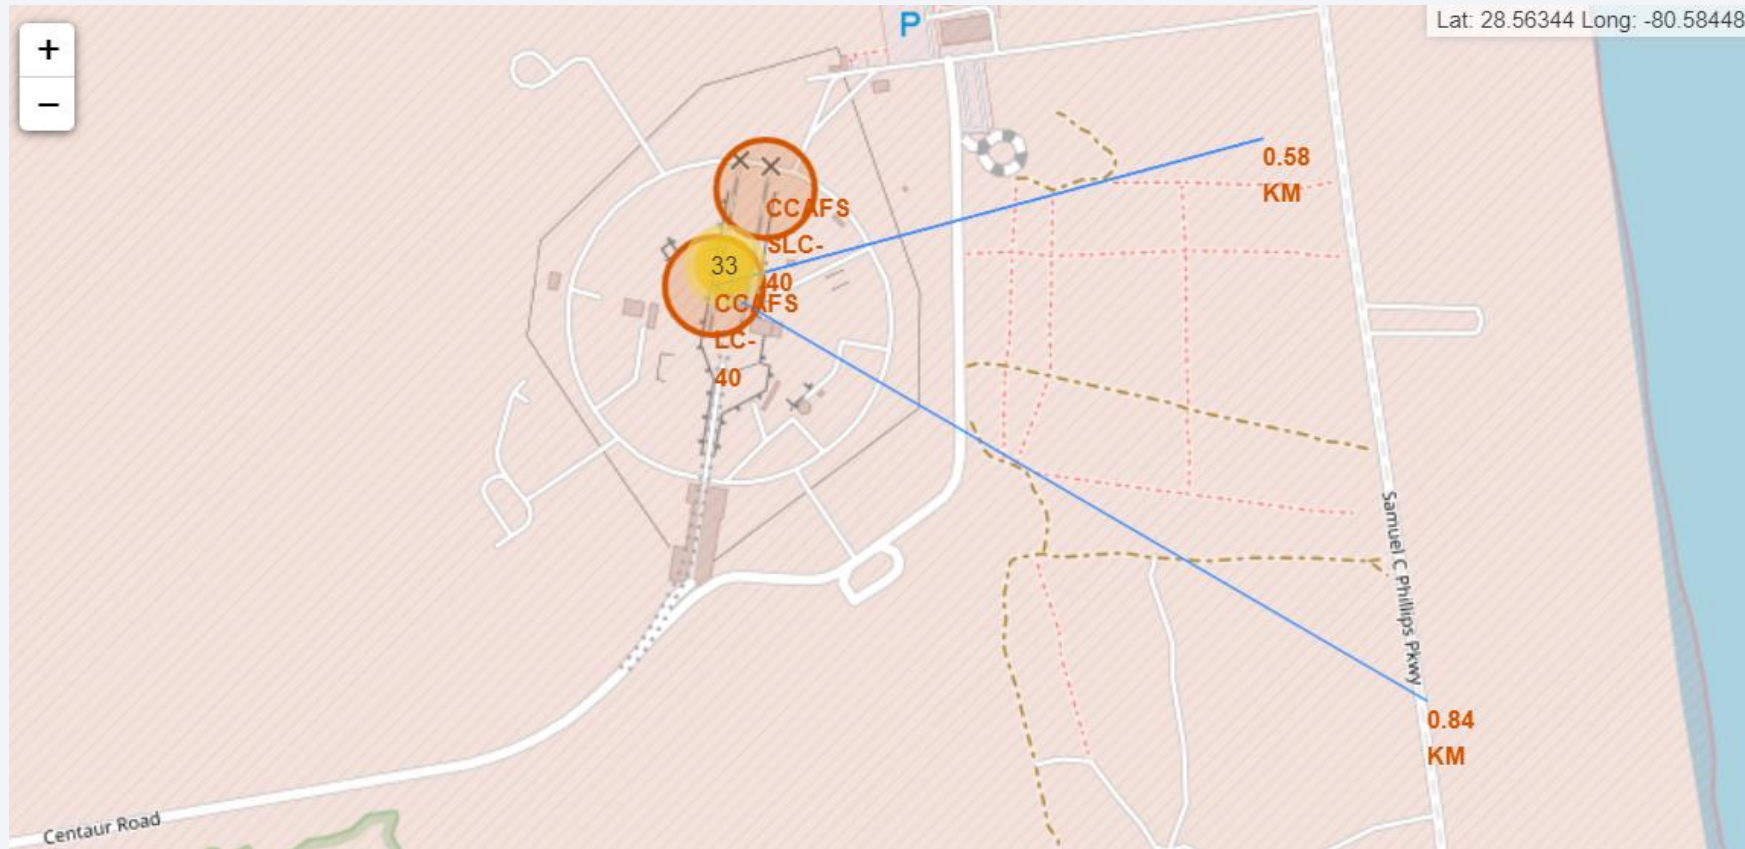 +
−
P
Lat: 28.56344 Long: -80.58448
0.58
KM
CCAFS
SLC-
40
33
CCAFS
LC-
40
Samuel C Phillips Pkwy
0.84
KM
Centaur Road